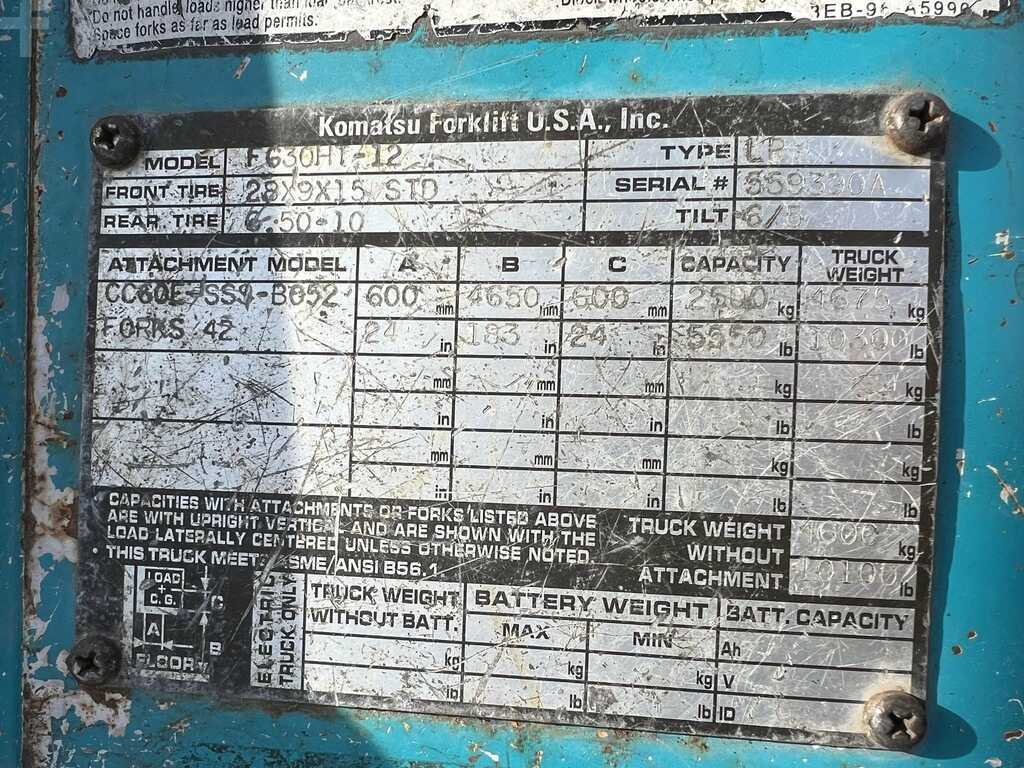 Do not handle loads higher than
Space forks as far as load permits.
Komatsu Forklift U.S.A., Inc.
MODEL FG30HT-12 TYPE LP
FRONT TIRE 28X9X15 STD SERIAL #
REAR TIRE 6.50-10 TILT 6/5
ATTACHMENT MODEL A B C CAPACITY TRUCK WEIGHT
600 mm 4650 mm 600 mm 2500 kg 4675 kg
FORKS 42 24 in 183 in 24 in 5550 lb 10300 lb
mm mm mm kg kg
in in in lb lb
mm mm mm kg kg
in in in lb lb
CAPACITIES WITH ATTACHMENTS OR FORKS LISTED ABOVE
ARE WITH UPRIGHT VERTICAL AND ARE SHOWN WITH THE
LOAD LATERALLY CENTERED UNLESS OTHERWISE NOTED.
• THIS TRUCK MEETS ASME/ANSI B56.1
TRUCK WEIGHT WITHOUT ATTACHMENT 4600 kg
10100 lb
LOAD
C.G.
C
A
B
FLOOR
ELECTRIC
TRUCK ONLY
TRUCK WEIGHT WITHOUT BATT. BATTERY WEIGHT BATT. CAPACITY
MAX MIN Ah
kg kg kg V
lb lb lb ID